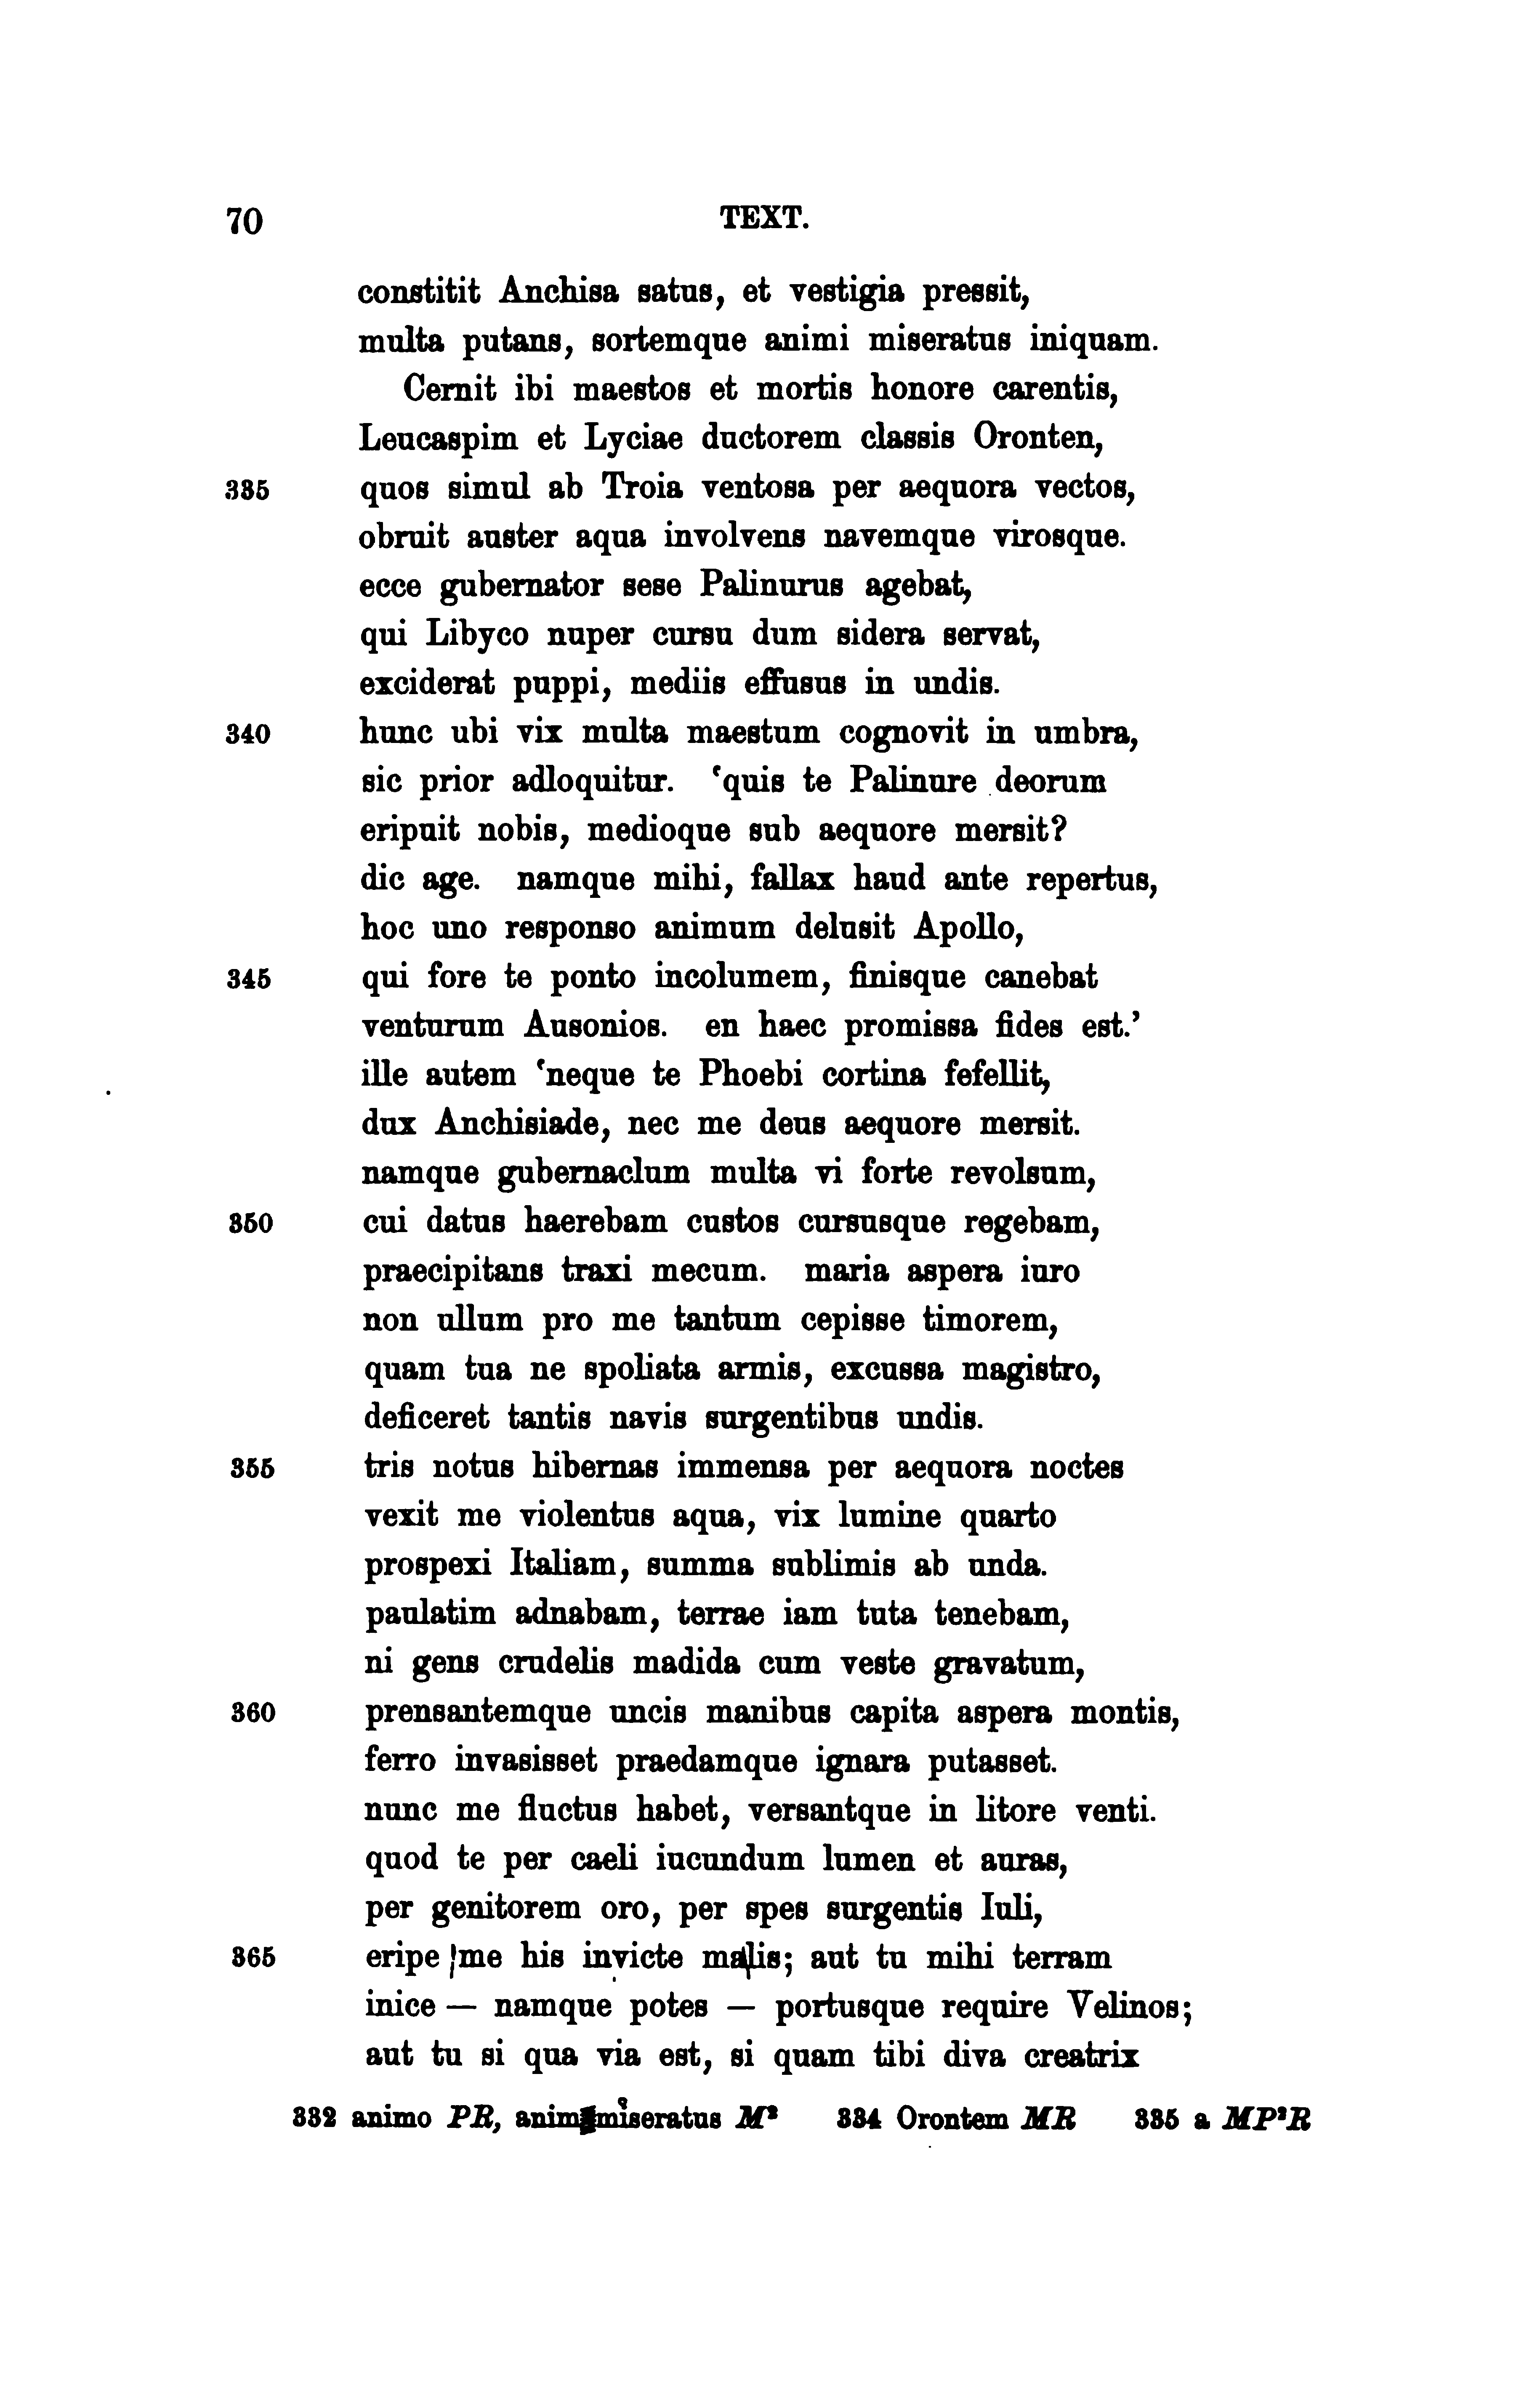 70 TEXT.
constitit Anchisa satus, et vestigia pressit,
multa putans, sortemque animi miseratus iniquam.
Cernit ibi maestos et mortis honore carentis,
Leucaspim et Lyciae ductorem classis Oronten,
335 quos simul ab Troia ventosa per aequora vectos,
obruit auster aqua involvens navemque virosque.
ecce gubernator sese Palinurus agebat,
qui Libyco nuper cursu dum sidera servat,
exciderat puppi, mediis effusus in undis.
340 hunc ubi vix multa maestum cognovit in umbra,
sic prior adloquitur. ‘quis te Palinure deorum
eripuit nobis, medioque sub aequore mersit?
dic age. namque mihi, fallax haud ante repertus,
hoc uno responso animum delusit Apollo,
345 qui fore te ponto incolumem, finisque canebat
venturum Ausonios. en haec promissa fides est.’
ille autem ‘neque te Phoebi cortina fefellit,
dux Anchisiade, nec me deus aequore mersit.
namque gubernaclum multa vi forte revolsum,
350 cui datus haerebam custos cursusque regebam,
praecipitans traxi mecum. maria aspera iuro
non ullum pro me tantum cepisse timorem,
quam tua ne spoliata armis, excussa magistro,
deficeret tantis navis surgentibus undis.
355 tris notus hibernas immensa per aequora noctes
vexit me violentus aqua, vix lumine quarto
prospexi Italiam, summa sublimis ab unda.
paulatim adnabam, terrae iam tuta tenebam,
ni gens crudelis madida cum veste gravatum,
360 prensantemque uncis manibus capita aspera montis,
ferro invasisset praedamque ignara putasset.
nunc me fluctus habet, versantque in litore venti.
quod te per caeli iucundum lumen et auras,
per genitorem oro, per spes surgentis Iuli,
365 eripe me his invicte malis; aut tu mihi terram
inice — namque potes — portusque require Velinos;
aut tu si qua via est, si quam tibi diva creatrix
332 animo PR, M² 334 Orontem MR 335 a MP²R